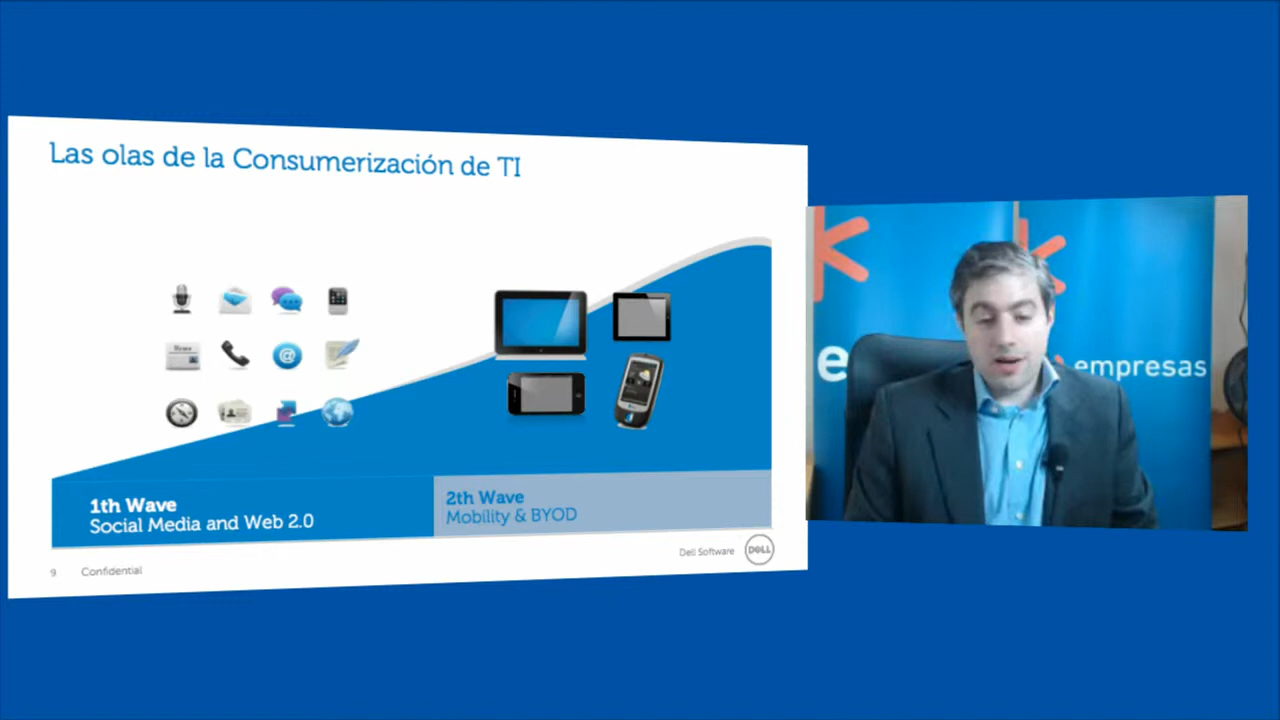 Las olas de la Consumerización de TI
1th Wave
Social Media and Web 2.0
2th Wave
Mobility & BYOD
9 Confidential
Dell Software DELL
e
empresas
News